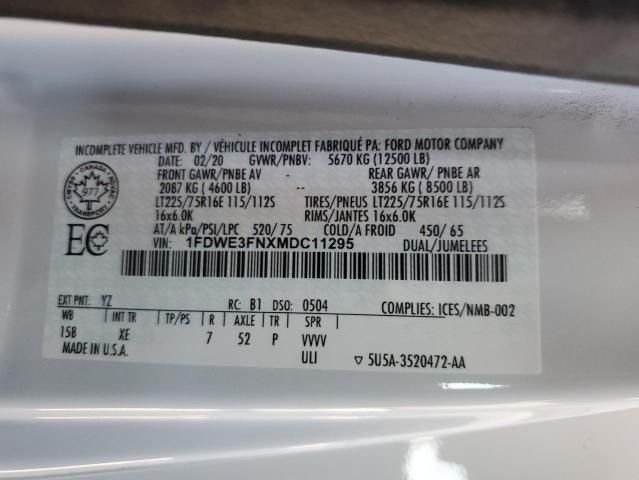 INCOMPLETE VEHICLE MFD. BY / VÉHICULE INCOMPLET FABRIQUÉ PA: FORD MOTOR COMPANY
DATE: 02/20 GVWR/PNBV: 5670 KG (12500 LB)
FRONT GAWR/PNBE AV - REAR GAWR/ PNBE AR
2087 KG ( 4600 LB) -- 3856 KG ( 8500 LB)
LT225/75R16E 115/112S TIRES/PNEUS LT225/75R16E 115/112S
16x6.0K RIMS/JANTES 16x6.0K
AT/A kPa/PSI/LPC 520/ 75 COLD/A FROID 450/ 65
VIN: 1FDWE3FNXMDC11295 DUAL/JUMELEES
CANADA
977
TRANSPORT
EC
EXT PNT: YZ RC: B1 DSO: 0504 COMPLIES: ICES/NMB-002
WB INT TR TP/PS R AXLE TR SPR
158 XE 7 52 P VVVV
MADE IN U.S.A. ULI ▽ 5U5A-3520472-AA